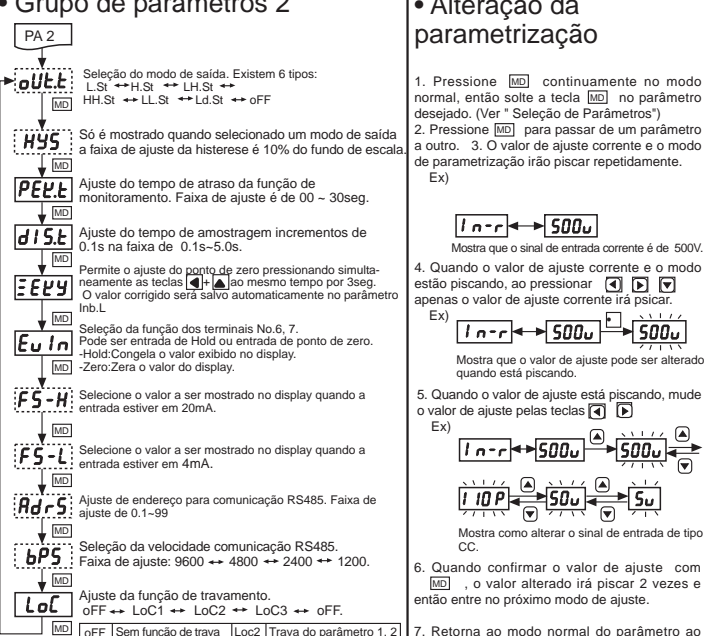 • Grupo de parâmetros 2
PA 2
oUt.t
Seleção do modo de saída. Existem 6 tipos:
L.St ↔H.St ↔ LH.St ↔
HH.St ↔ LL.St ↔Ld.St ↔ oFF
MD
HYS
Só é mostrado quando selecionado um modo de saída
a faixa de ajuste da histerese é 10% do fundo de escala.
MD
PEK.t
Ajuste do tempo de atraso da função de
monitoramento. Faixa de ajuste é de 00 ~ 30seg.
MD
dIS.t
Ajuste do tempo de amostragem incrementos de
0.1s na faixa de 0.1s~5.0s.
MD
Permite o ajuste do ponto de zero pressionando simulta-
neamente as teclas ◀+▲ ao mesmo tempo por 3seg.
O valor corrigido será salvo automaticamente no parâmetro
Inb.L
MD
Seleção da função dos terminais No.6, 7.
Eu In
Pode ser entrada de Hold ou entrada de ponto de zero.
-Hold:Congela o valor exibido no display.
MD
-Zero:Zera o valor do display.
FS-H
Selecione o valor a ser mostrado no display quando a
entrada estiver em 20mA.
MD
FS-L
Selecione o valor a ser mostrado no display quando a
entrada estiver em 4mA.
MD
AdrS
Ajuste de endereço para comunicação RS485. Faixa de
ajuste de 0.1~99
MD
bPS
Seleção da velocidade comunicação RS485.
Faixa de ajuste: 9600 ↔ 4800 ↔ 2400 ↔ 1200.
MD
LoC
Ajuste da função de travamento.
oFF ↔ LoC1 ↔ LoC2 ↔ LoC3 ↔ oFF.
MD
oFF Sem função de trava Loc2 Trava do parâmetro 1, 2
• Alteração da
parametrização
1. Pressione MD continuamente no modo
normal, então solte a tecla MD no parâmetro
desejado. (Ver " Seleção de Parâmetros")
2. Pressione MD para passar de um parâmetro
a outro. 3. O valor de ajuste corrente e o modo
de parametrização irão piscar repetidamente.
Ex)
In-r ↔ 500u
Mostra que o sinal de entrada corrente é de 500V.
4. Quando o valor de ajuste corrente e o modo
estão piscando, ao pressionar ◀ ▶ ▼
apenas o valor de ajuste corrente irá psicar.
Ex)
In-r ↔ 500u → 500u
Mostra que o valor de ajuste pode ser alterado
quando está piscando.
5. Quando o valor de ajuste está piscando, mude
o valor de ajuste pelas teclas ◀ ▶
Ex)
In-r ↔ 500u ▲ → 500u ▲ ▼
110P ▲ ▼ 50u ▲ ▼ 5u
Mostra como alterar o sinal de entrada de tipo
CC.
6. Quando confirmar o valor de ajuste com
MD , o valor alterado irá piscar 2 vezes e
então entre no próximo modo de ajuste.
7. Retorna ao modo normal do parâmetro ao